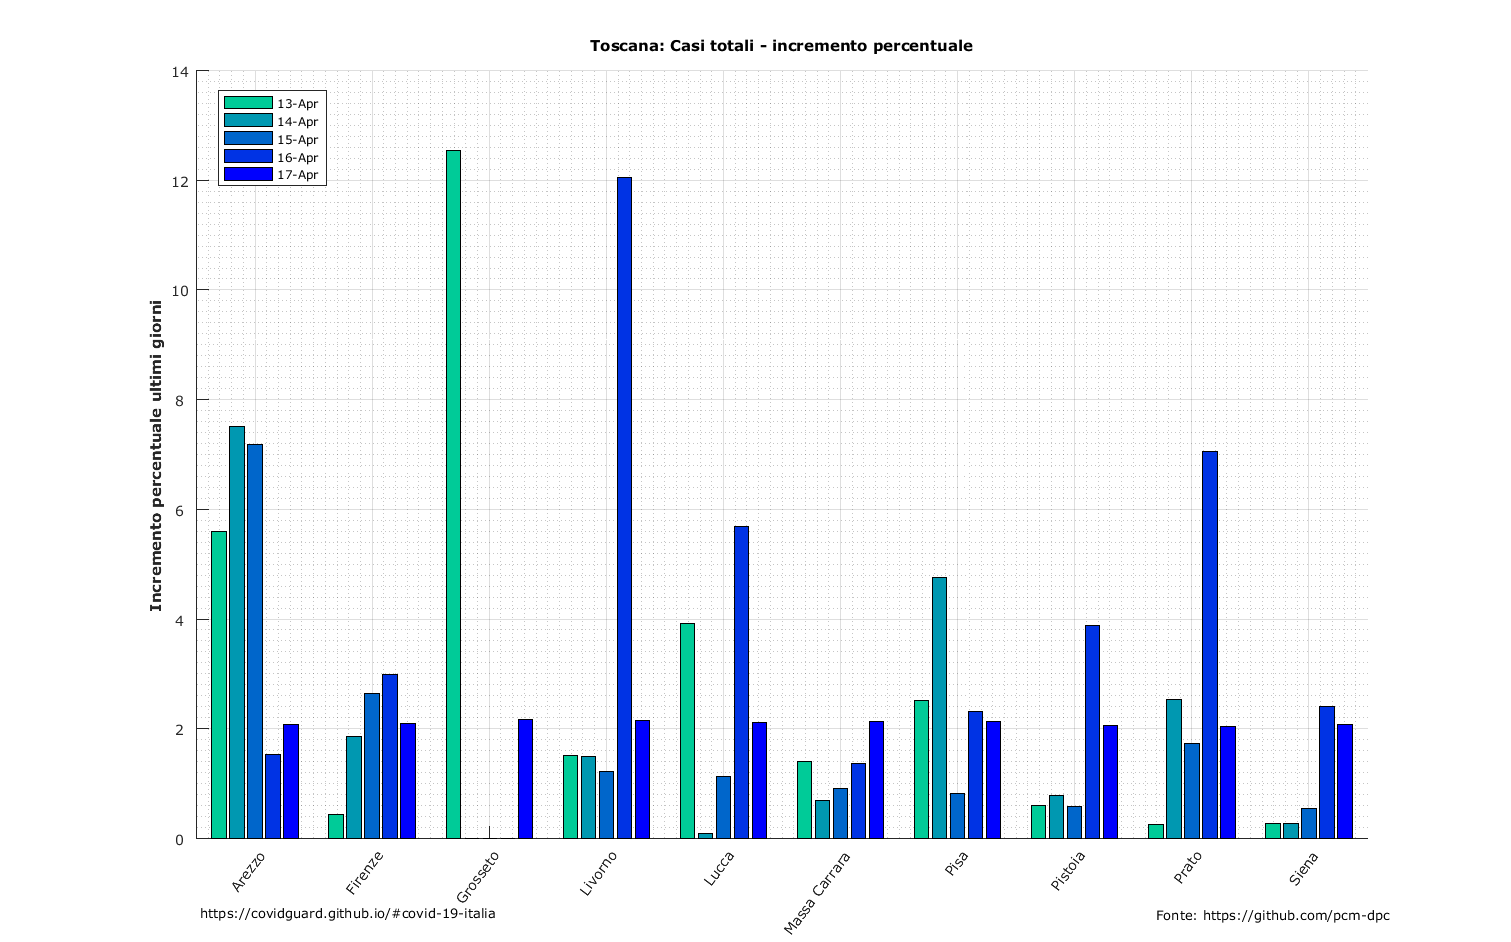 Toscana: Casi totali - incremento percentuale
14
12
10
8
6
4
2
0
Incremento percentuale ultimi giorni
13-Apr
14-Apr
15-Apr
16-Apr
17-Apr
Arezzo
Firenze
Grosseto
Livorno
Lucca
Massa Carrara
Pisa
Pistoia
Prato
Siena
https://covidguard.github.io/#covid-19-italia
Fonte: https://github.com/pcm-dpc